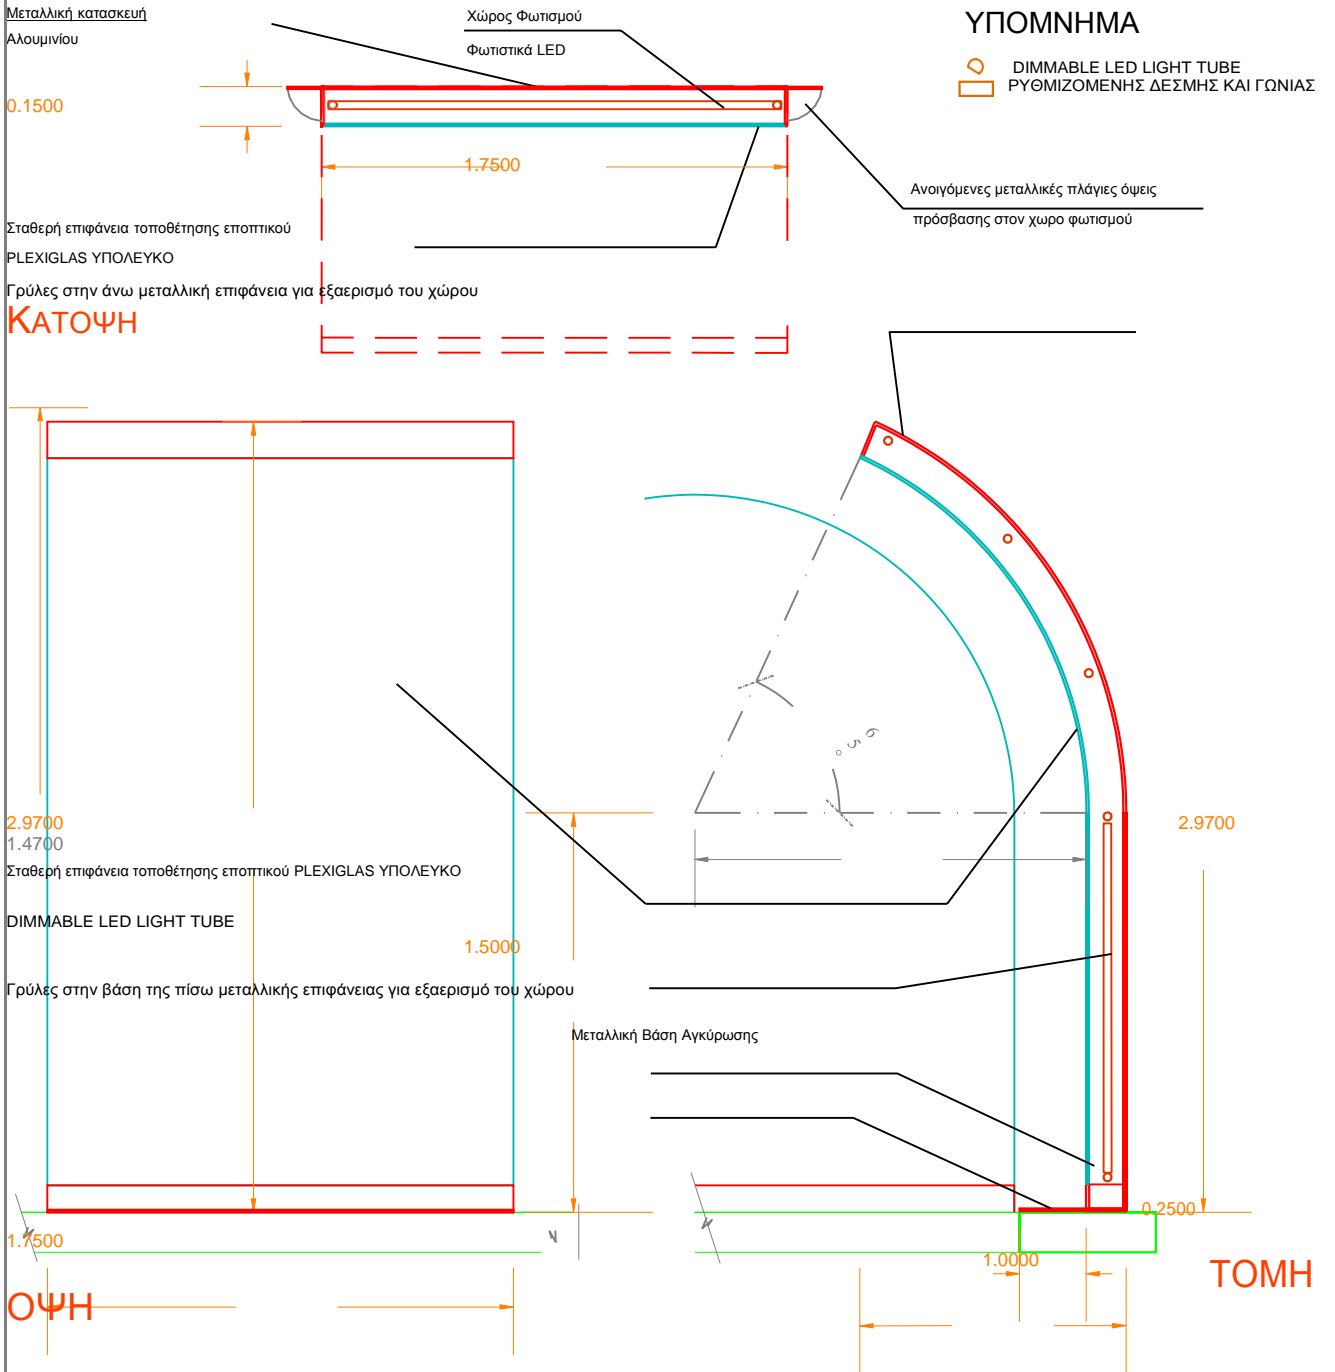 Μεταλλική κατασκευή
Αλουμινίου
Χώρος Φωτισμού
Φωτιστικά LED
ΥΠΟΜΝΗΜΑ
DIMMABLE LED LIGHT TUBE
ΡΥΘΜΙΖΟΜΕΝΗΣ ΔΕΣΜΗΣ ΚΑΙ ΓΩΝΙΑΣ
0.1500
1.7500
Ανοιγόμενες μεταλλικές πλάγιες όψεις
πρόσβασης στον χωρο φωτισμού
Σταθερή επιφάνεια τοποθέτησης εποπτικού
PLEXIGLAS ΥΠΟΛΕΥΚΟ
Γρύλες στην άνω μεταλλική επιφάνεια για εξαερισμό του χώρου
ΚΑΤΟΨΗ
65°
2.9700
1.4700
2.9700
Σταθερή επιφάνεια τοποθέτησης εποπτικού PLEXIGLAS ΥΠΟΛΕΥΚΟ
DIMMABLE LED LIGHT TUBE
1.5000
Γρύλες στην βάση της πίσω μεταλλικής επιφάνειας για εξαερισμό του χώρου
Μεταλλική Βάση Αγκύρωσης
0.2500
1.7500
1.0000
ΤΟΜΗ
ΟΨΗ